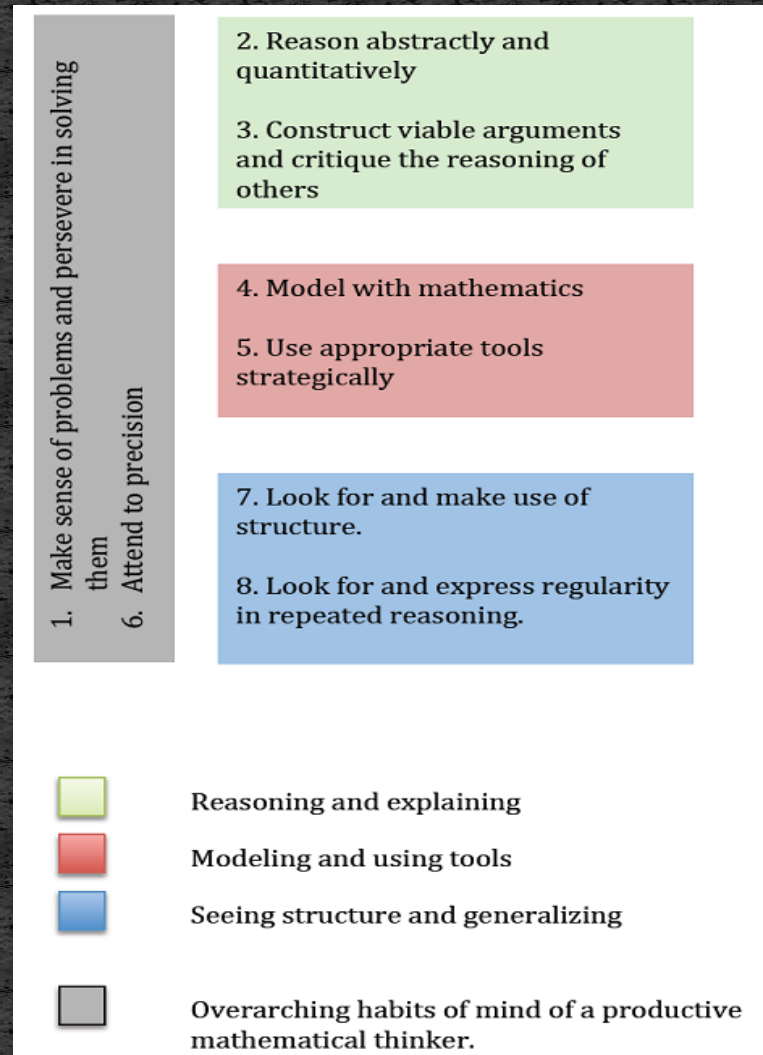 1. Make sense of problems and persevere in solving
them
6. Attend to precision
2. Reason abstractly and
quantitatively
3. Construct viable arguments
and critique the reasoning of
others
4. Model with mathematics
5. Use appropriate tools
strategically
7. Look for and make use of
structure.
8. Look for and express regularity
in repeated reasoning.
Reasoning and explaining
Modeling and using tools
Seeing structure and generalizing
Overarching habits of mind of a productive
mathematical thinker.